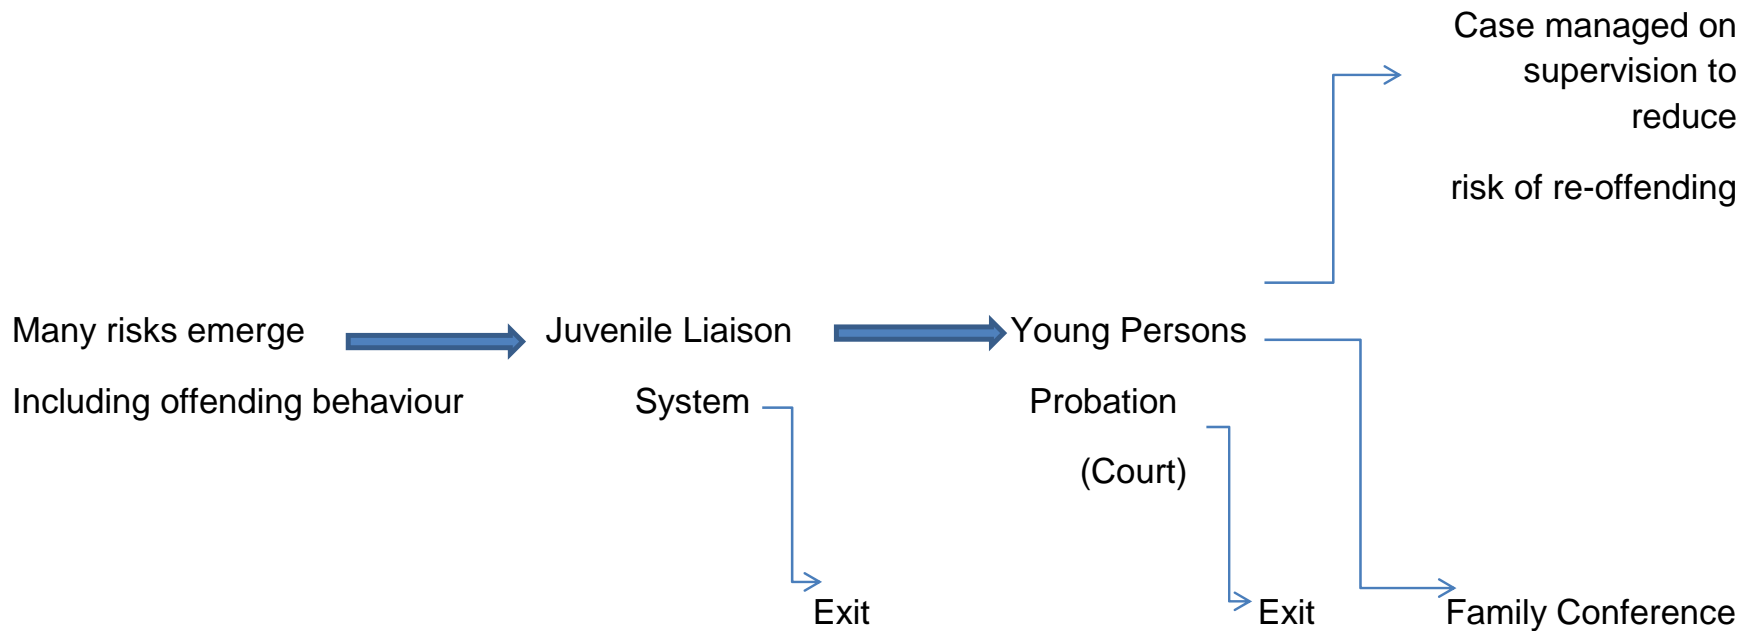 Case managed on
supervision to
reduce
risk of re-offending
Many risks emerge Juvenile Liaison Young Persons
Including offending behaviour System Probation
(Court)
Exit Exit Family Conference